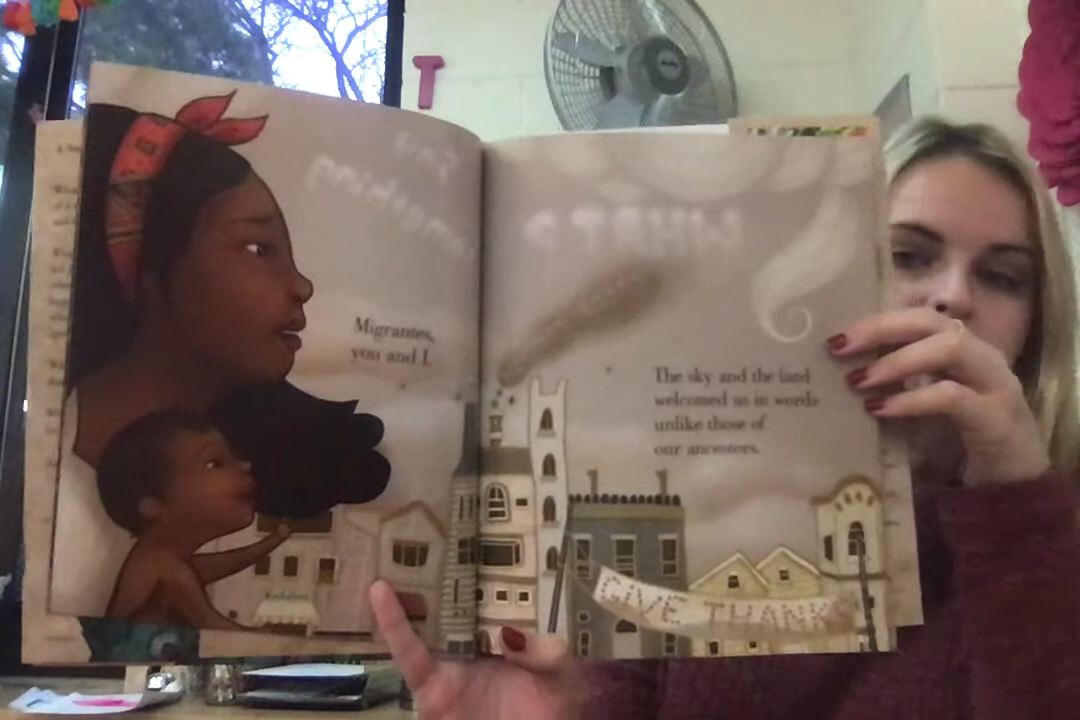 T
Migrantes,
you and I.
The sky and the land
welcomed us in words
unlike those of
our ancestors.
GIVE THANKS